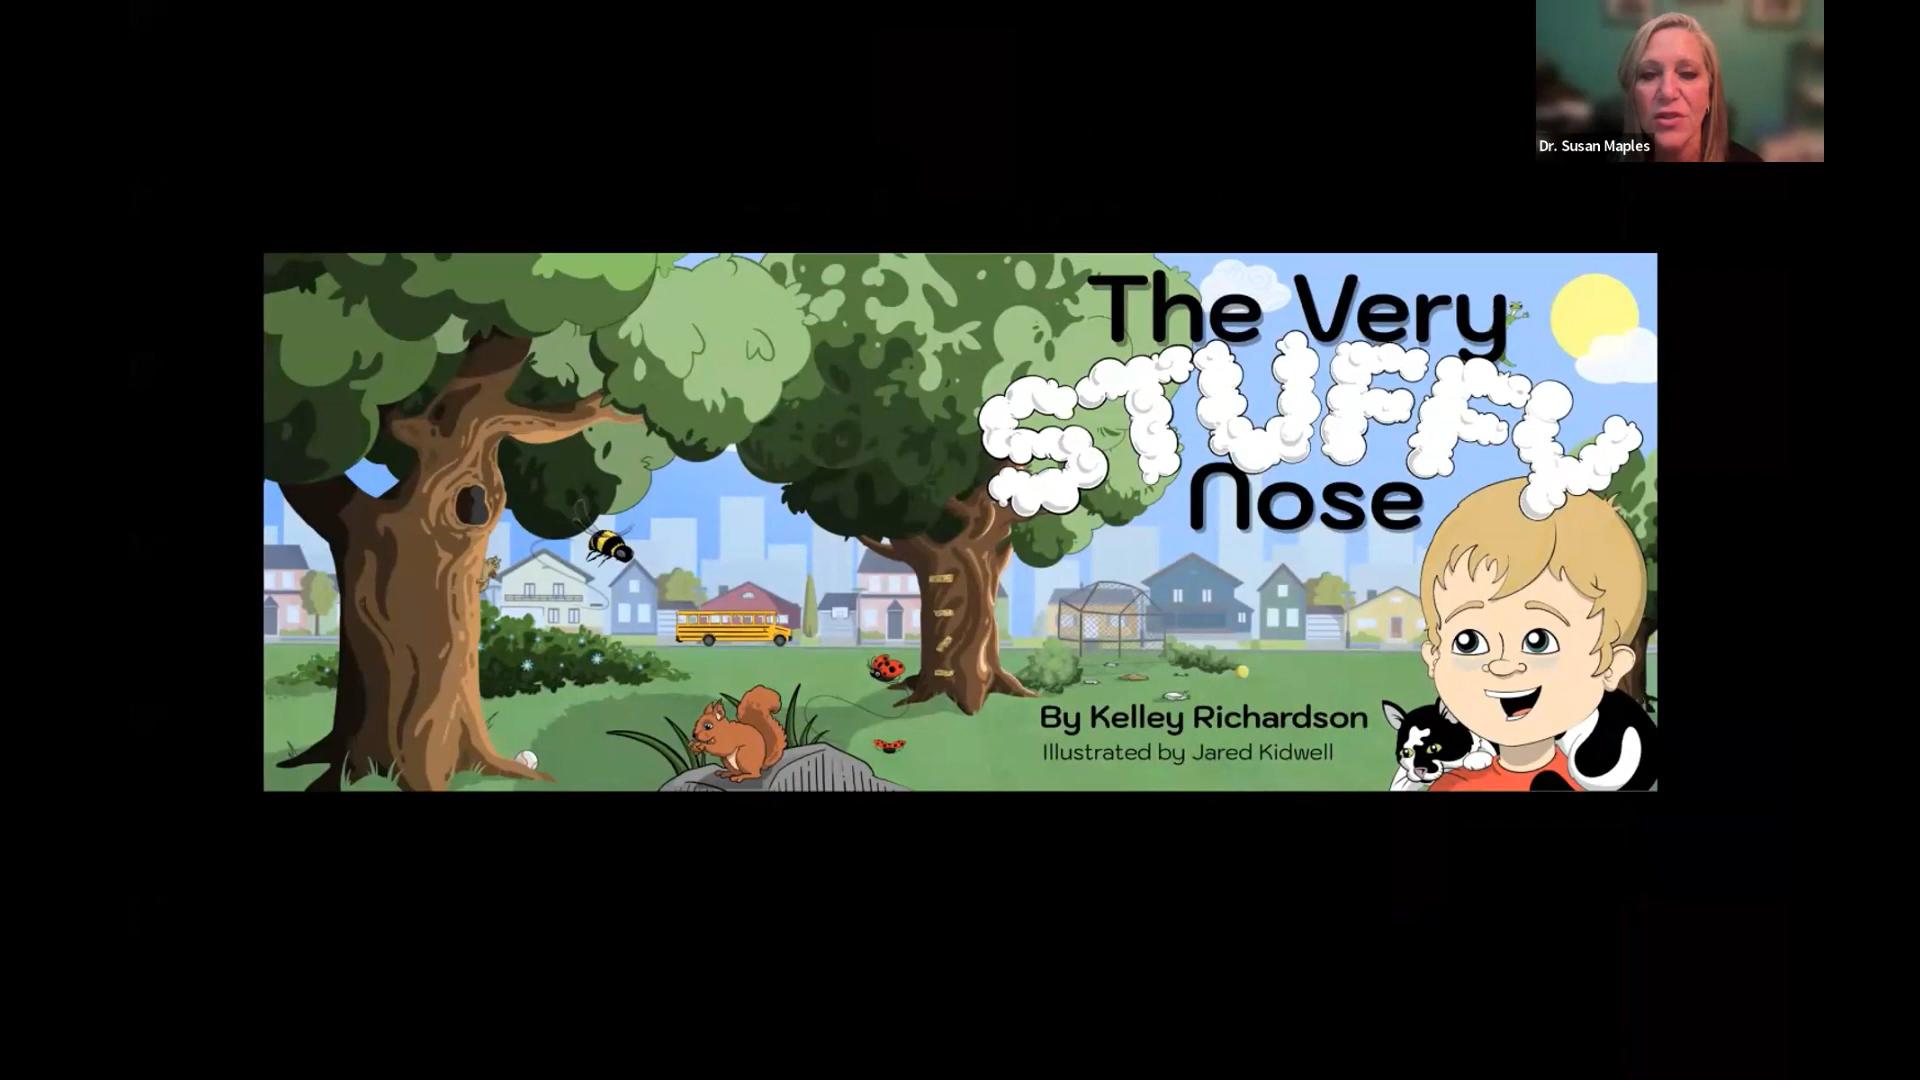 Dr. Susan Maples
The Very
STUFFY
Nose
By Kelley Richardson
Illustrated by Jared Kidwell